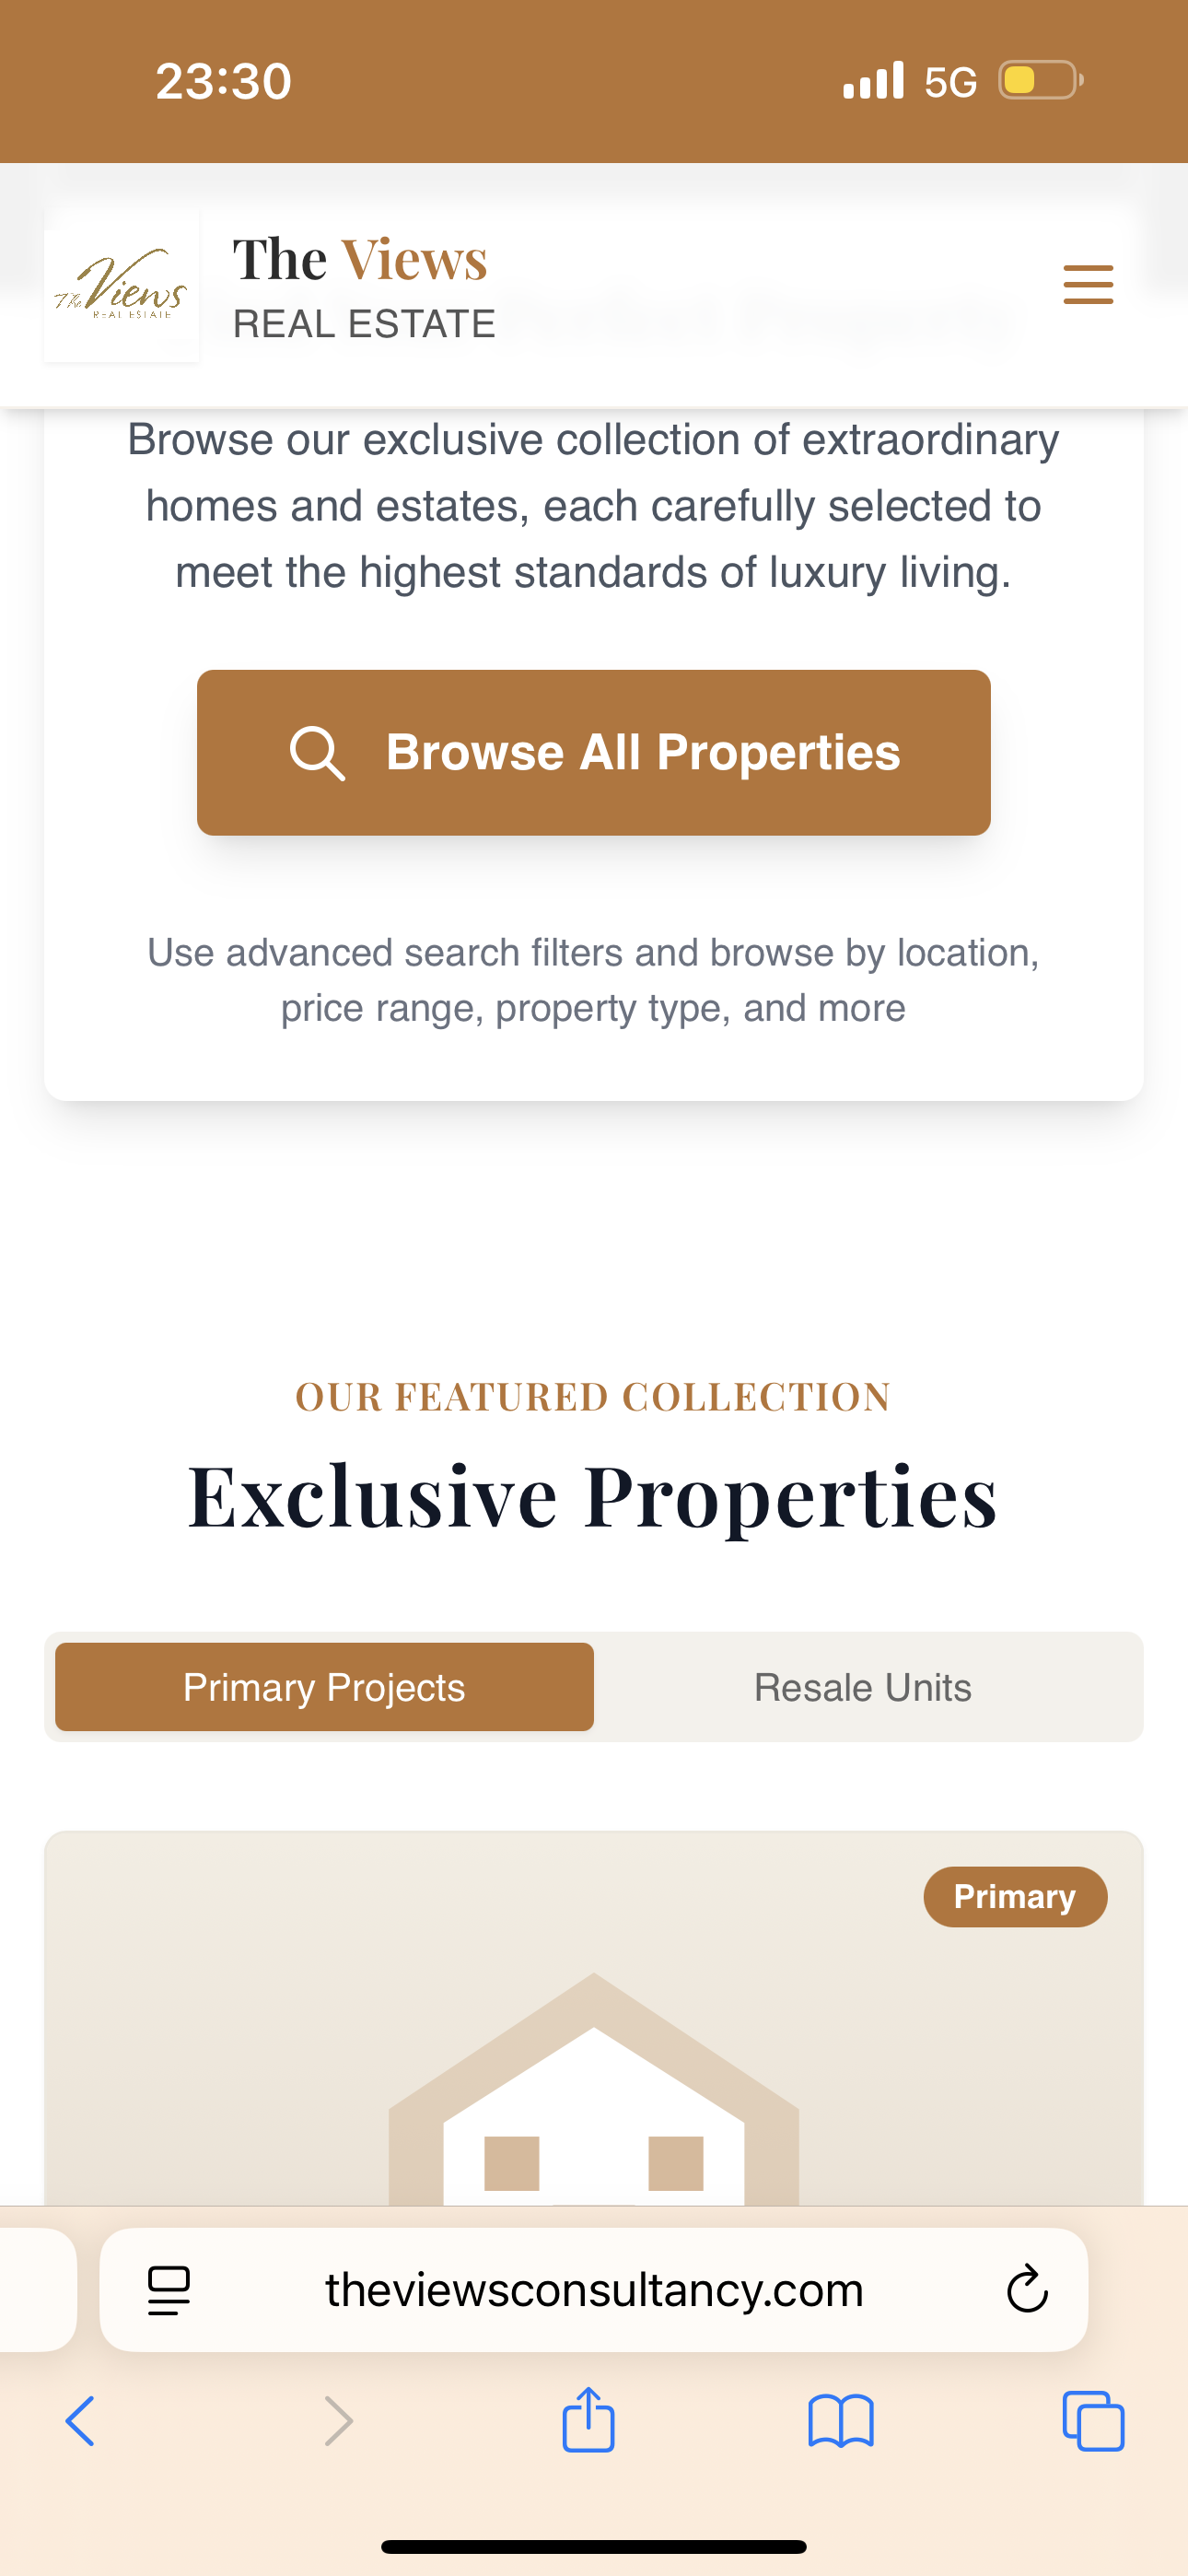 23:30
5G
The Views
REAL ESTATE
The Views
REAL ESTATE
Browse our exclusive collection of extraordinary
homes and estates, each carefully selected to
meet the highest standards of luxury living.
Browse All Properties
Use advanced search filters and browse by location,
price range, property type, and more
OUR FEATURED COLLECTION
Exclusive Properties
Primary Projects
Resale Units
Primary
theviewsconsultancy.com